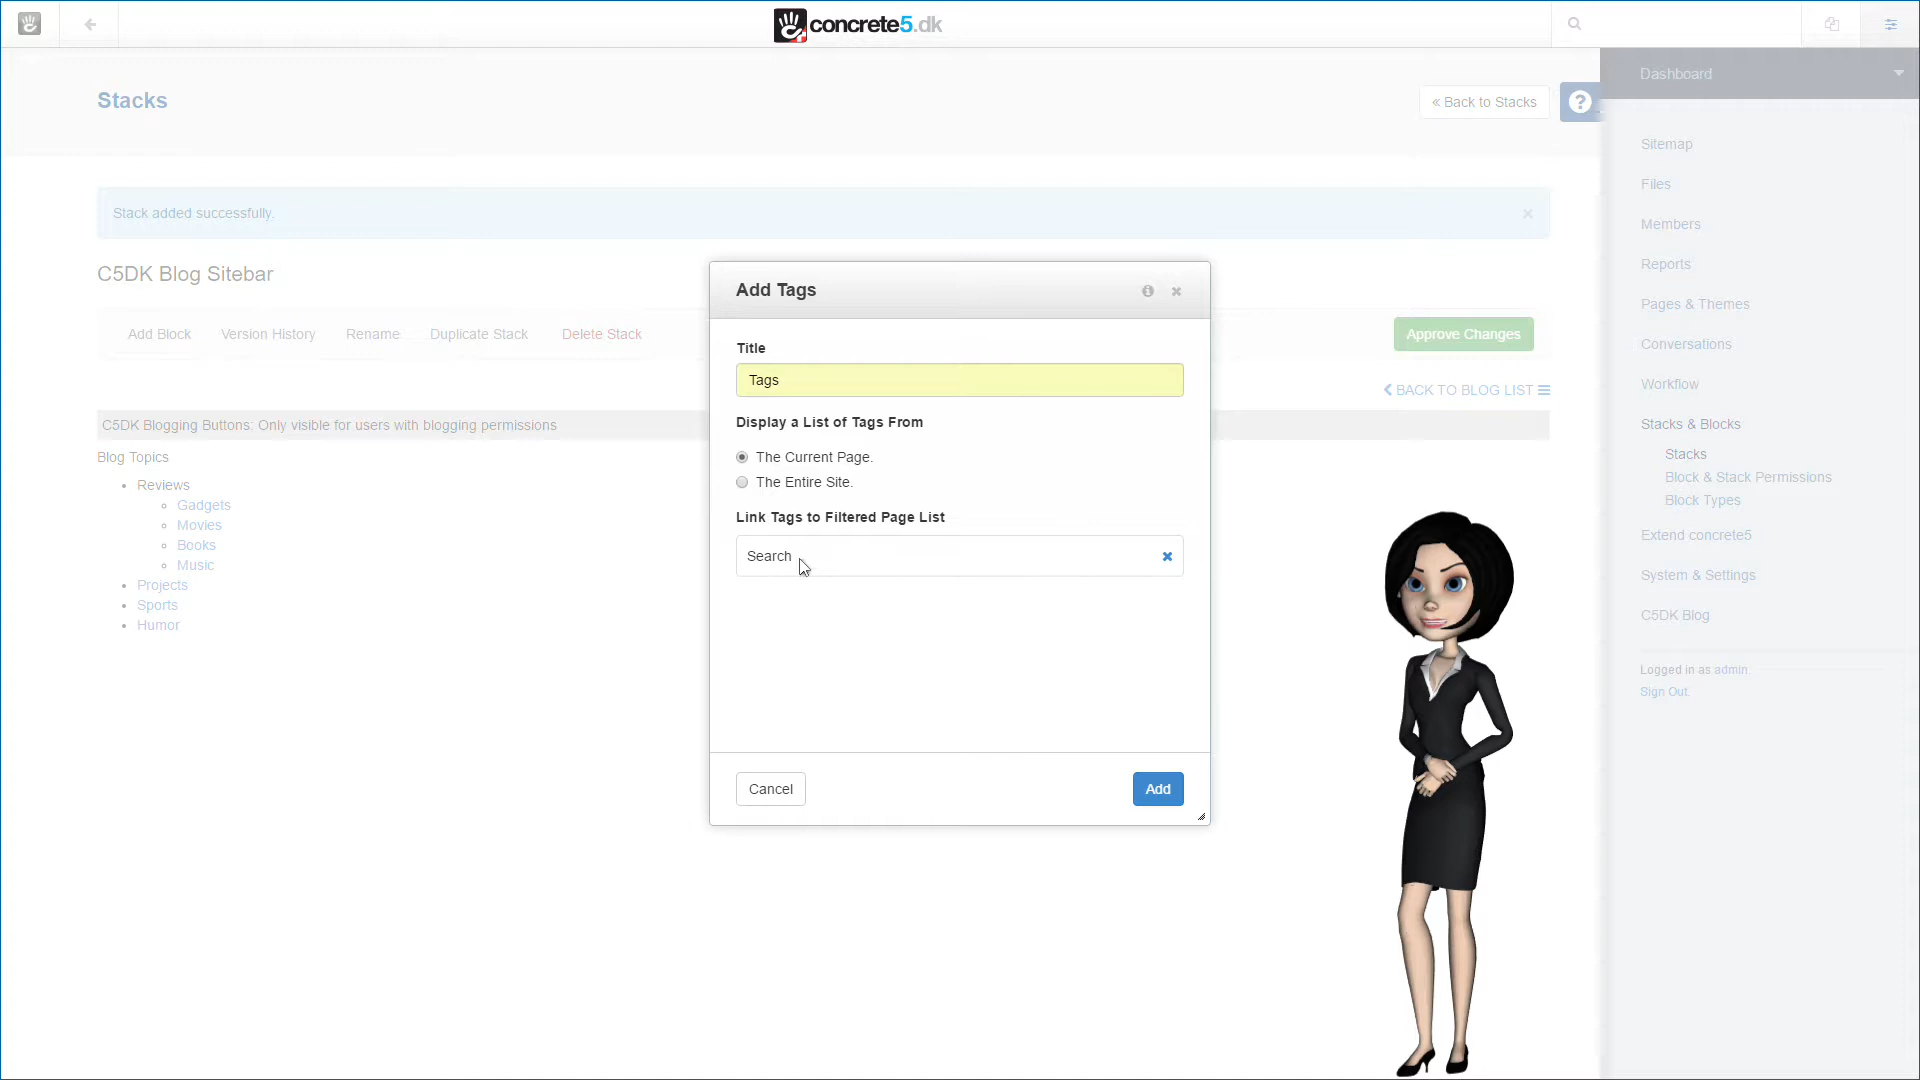 concrete5.dk
Stacks
« Back to Stacks
?
Dashboard
Sitemap
Files
Members
Reports
Pages & Themes
Conversations
Workflow
Stacks & Blocks
Stacks
Block & Stack Permissions
Block Types
Extend concrete5
System & Settings
C5DK Blog
Logged in as admin.
Sign Out.
Stack added successfully.
C5DK Blog Sitebar
Add Block Version History Rename Duplicate Stack Delete Stack Approve Changes
BACK TO BLOG LIST
C5DK Blogging Buttons: Only visible for users with blogging permissions
Blog Topics
Reviews
Gadgets
Movies
Books
Music
Projects
Sports
Humor
Add Tags
Title
Tags
Display a List of Tags From
The Current Page.
The Entire Site.
Link Tags to Filtered Page List
Search
Cancel Add